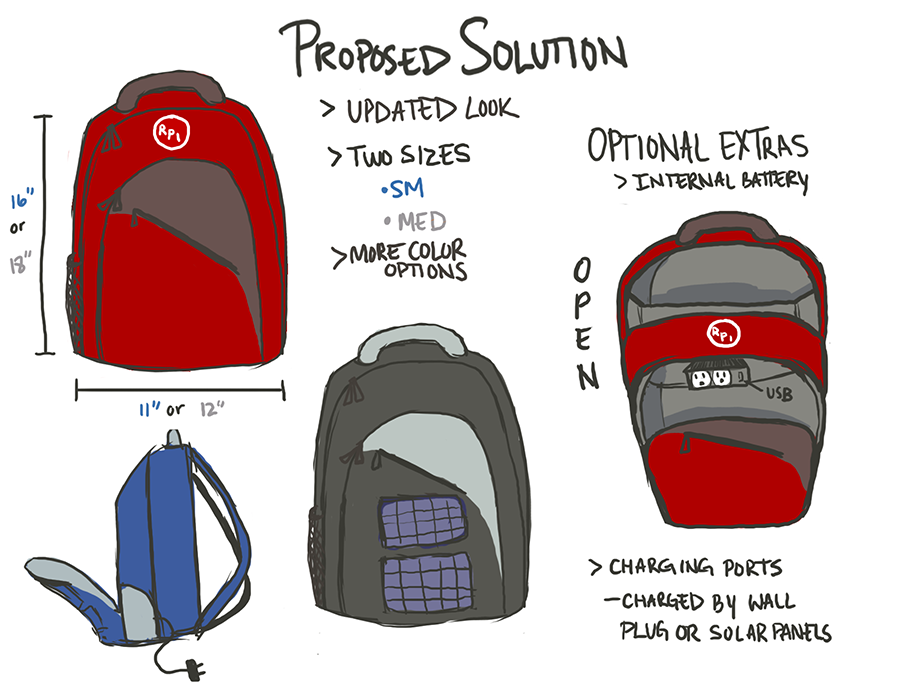 PROPOSED SOLUTION
> UPDATED LOOK
> TWO SIZES
• SM
• MED
> MORE COLOR
OPTIONS
RPI
16"
or
18"
11" or 12"
OPTIONAL EXTRAS
> INTERNAL BATTERY
OPEN
RPI
USB
> CHARGING PORTS
- CHARGED BY WALL
PLUG OR SOLAR PANELS